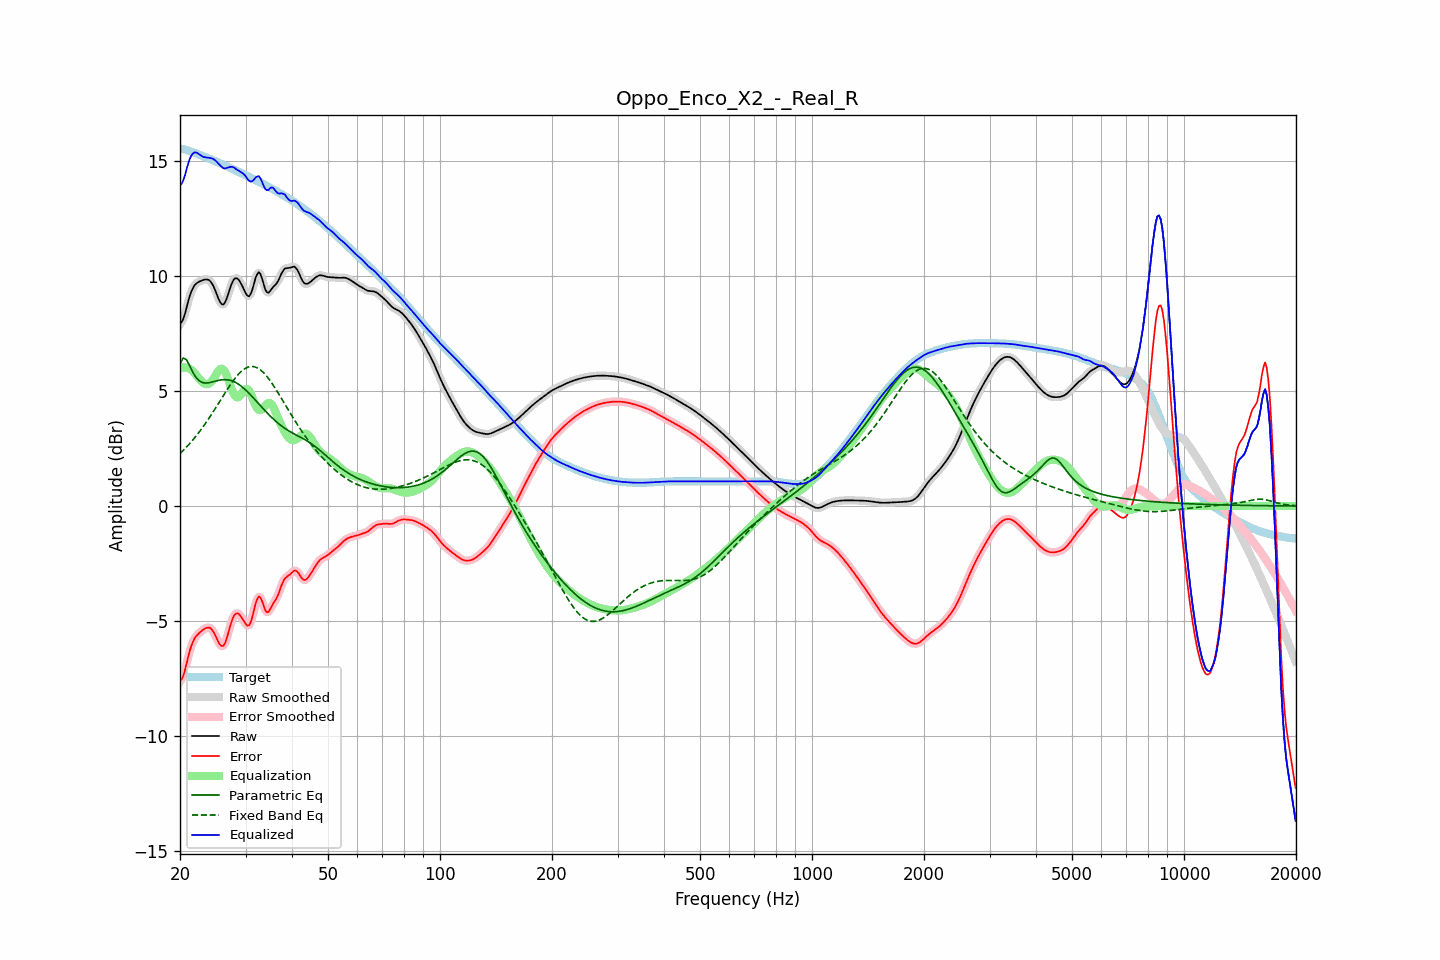 Oppo_Enco_X2_-_Real_R
Amplitude (dBr)
15
10
5
0
−5
−10
−15
Target
Raw Smoothed
Error Smoothed
Raw
Error
Equalization
Parametric Eq
Fixed Band Eq
Equalized
20
50
100
200
500
1000
2000
5000
10000
20000
Frequency (Hz)